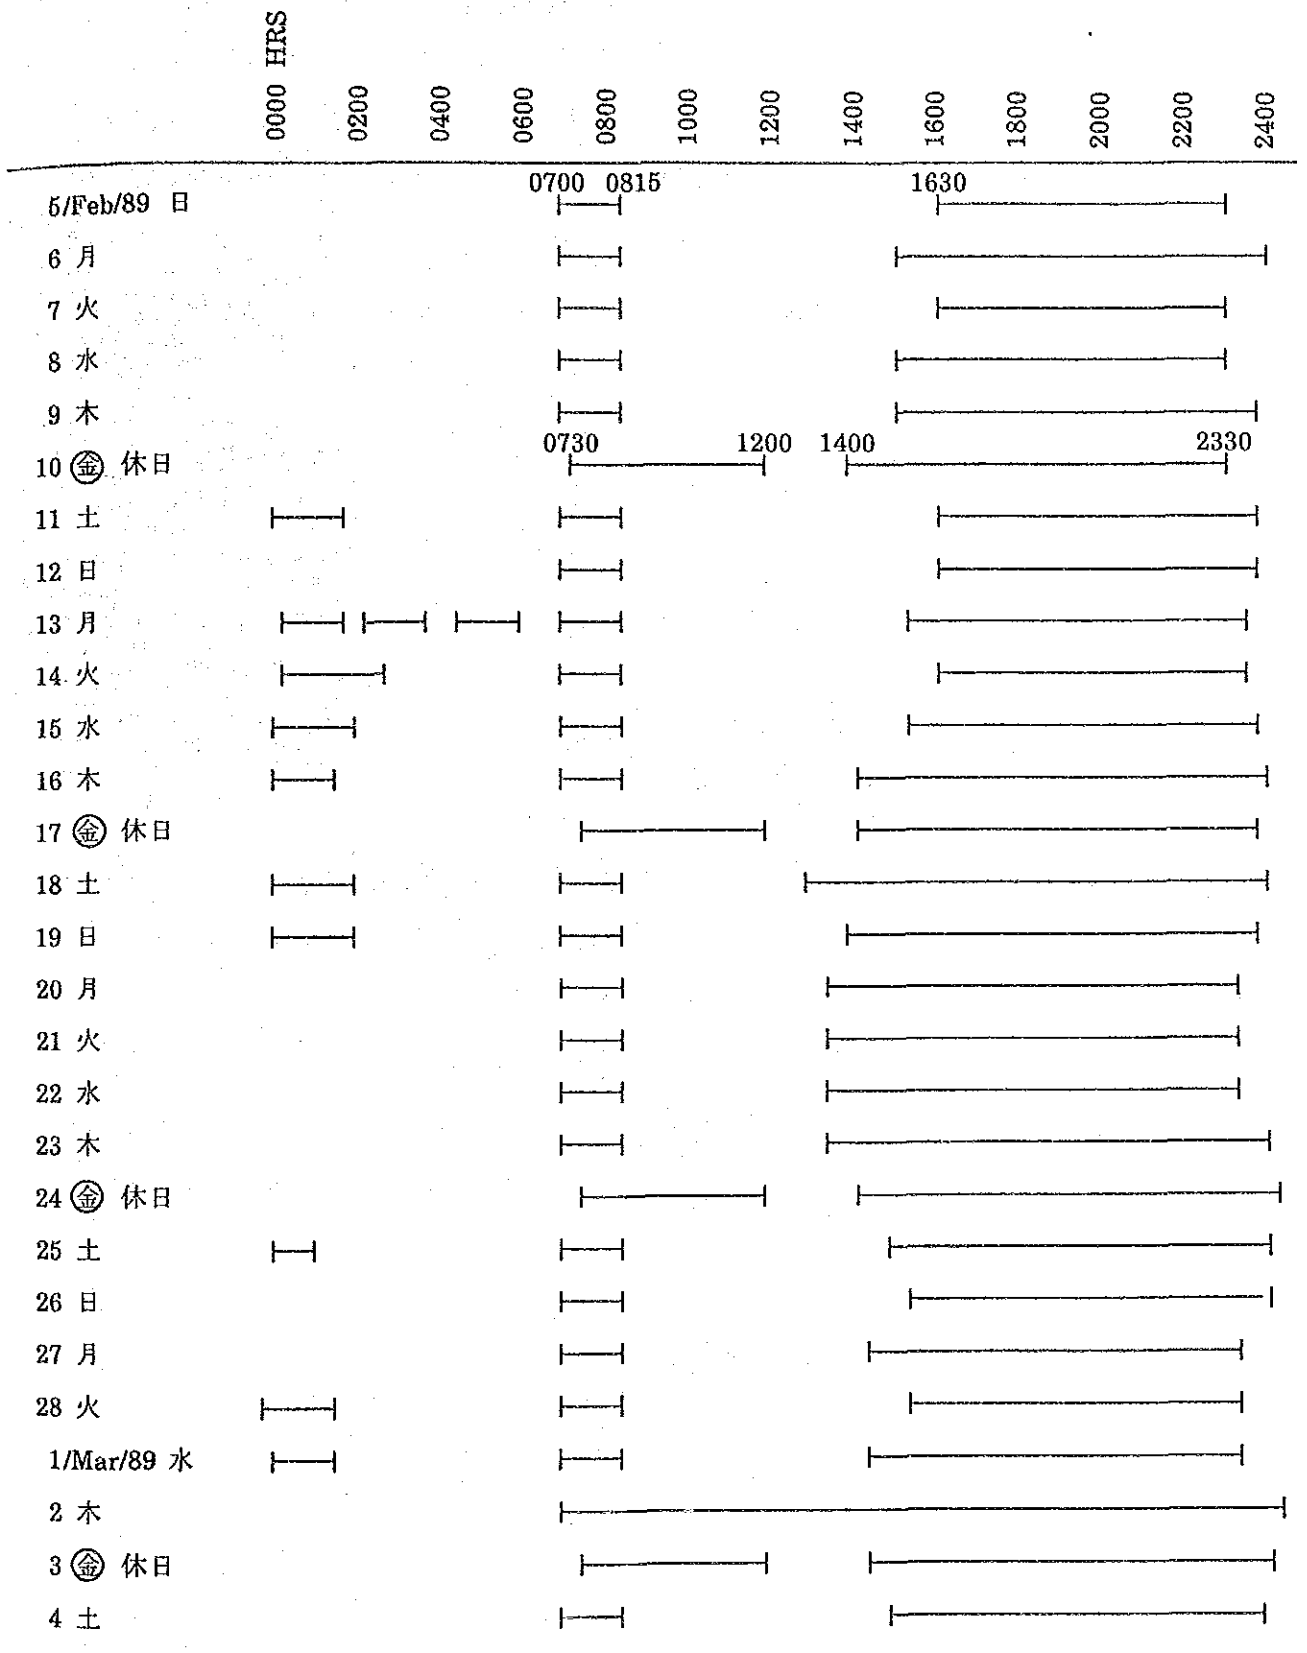 0000 HRS 0200 0400 0600 0800 1000 1200 1400 1600 1800 2000 2200 2400
0700 0815 1630
5/Feb/89 日
6 月
7 火
8 水
9 木
0730 1200 1400 2330
10 金 休日
11 土
12 日
13 月
14 火
15 水
16 木
17 金 休日
18 土
19 日
20 月
21 火
22 水
23 木
24 金 休日
25 土
26 日
27 月
28 火
1/Mar/89 水
2 木
3 金 休日
4 土